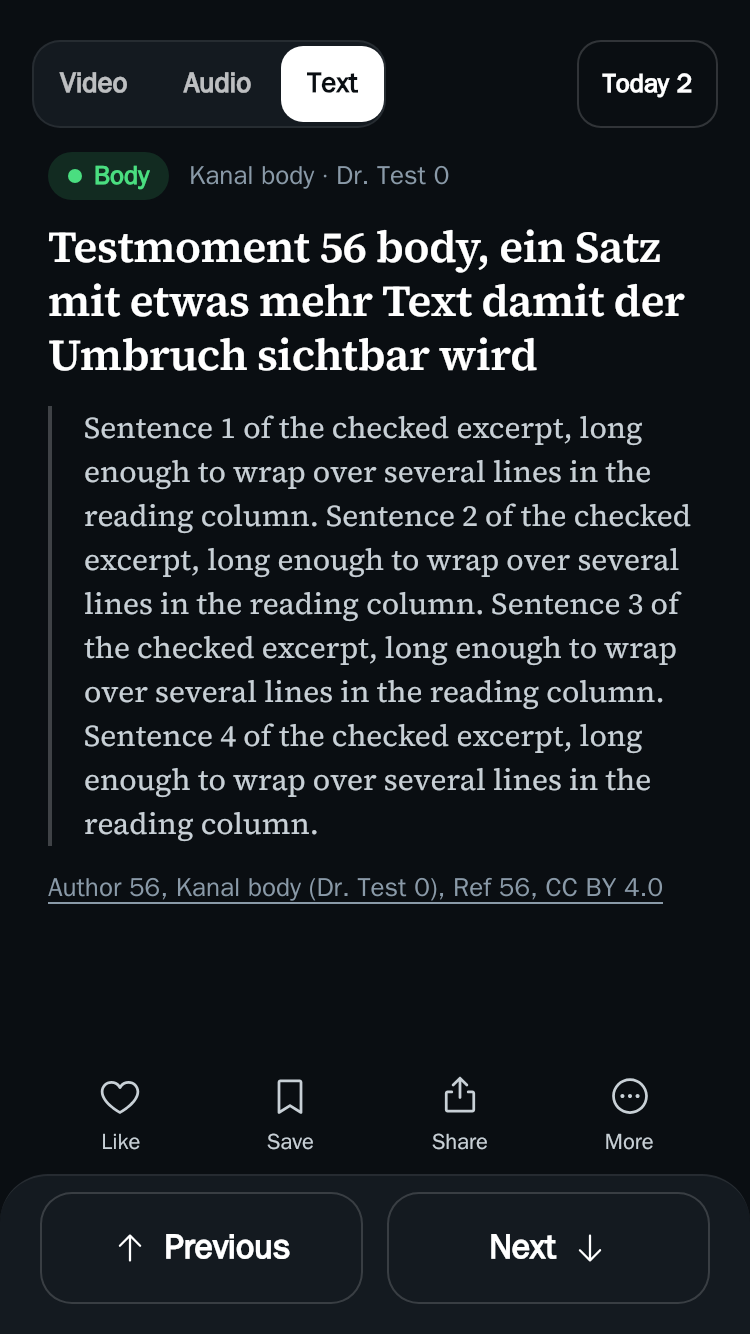 Video Audio Text Today 2
Body Kanal body · Dr. Test 0
Testmoment 56 body, ein Satz
mit etwas mehr Text damit der
Umbruch sichtbar wird
Sentence 1 of the checked excerpt, long
enough to wrap over several lines in the
reading column. Sentence 2 of the checked
excerpt, long enough to wrap over several
lines in the reading column. Sentence 3 of
the checked excerpt, long enough to wrap
over several lines in the reading column.
Sentence 4 of the checked excerpt, long
enough to wrap over several lines in the
reading column.
Author 56, Kanal body (Dr. Test 0), Ref 56, CC BY 4.0
Like Save Share More
Previous Next